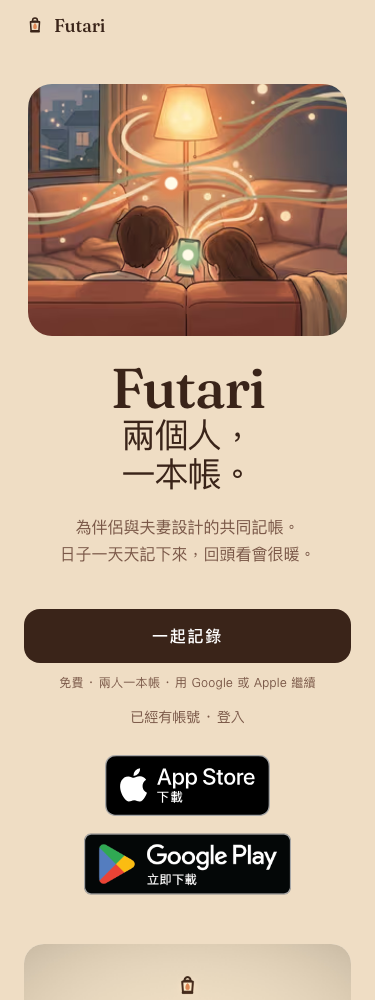 Futari
Futari
兩個人，
一本帳。
為伴侶與夫妻設計的共同記帳。
日子一天天記下來，回頭看會很暖。
一起記錄
免費 · 兩人一本帳 · 用 Google 或 Apple 繼續
已經有帳號 · 登入
App Store
下載
Google Play
立即下載